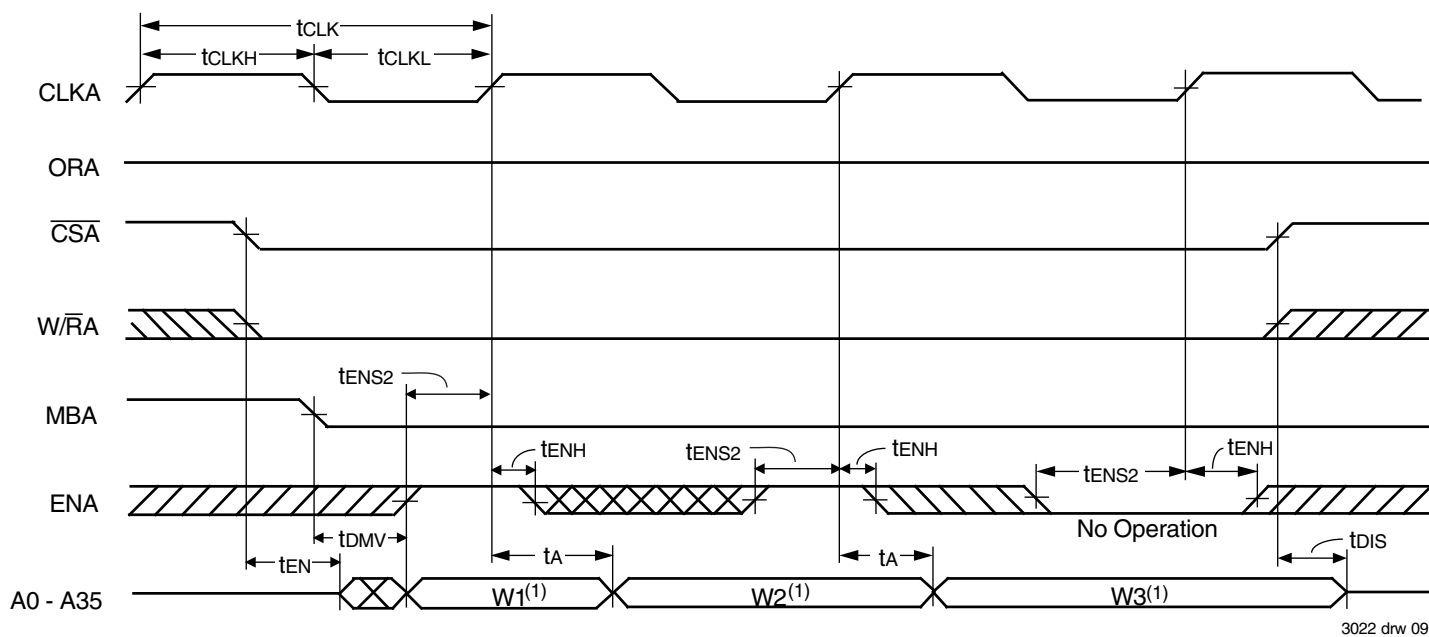 tCLK
tCLKH
tCLKL
CLKA
ORA
CSA
W/RA
tENS2
MBA
tENH
tENS2
tENH
tENS2
tENH
ENA
No Operation
tDMV
tEN
tA
tA
tDIS
A0 - A35
W1(1)
W2(1)
W3(1)
3022 drw 09